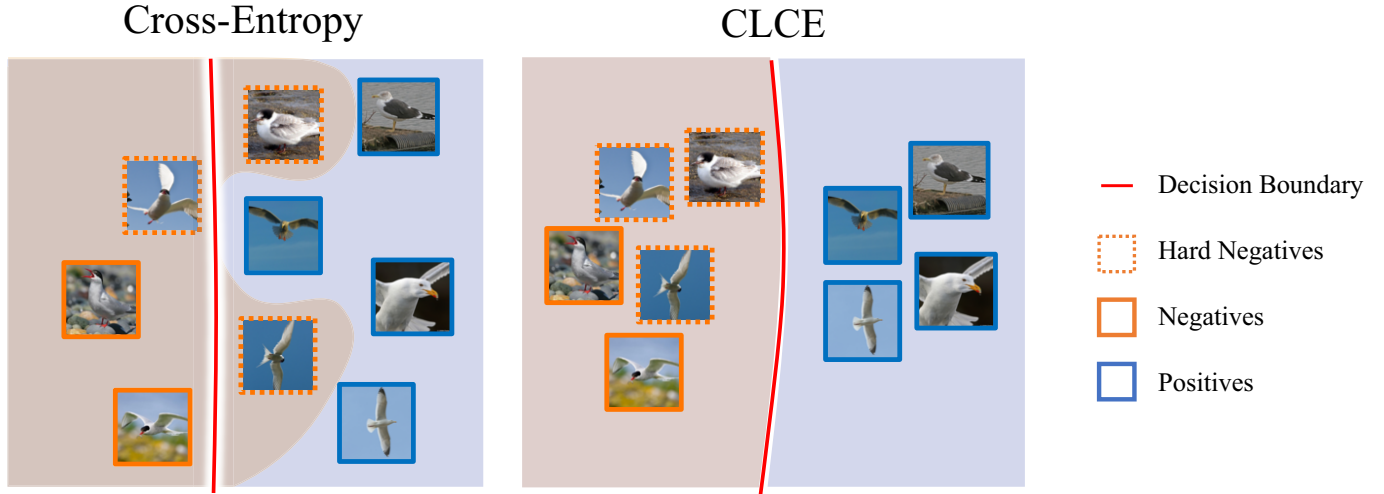 Cross-Entropy
CLCE
Decision Boundary
Hard Negatives
Negatives
Positives